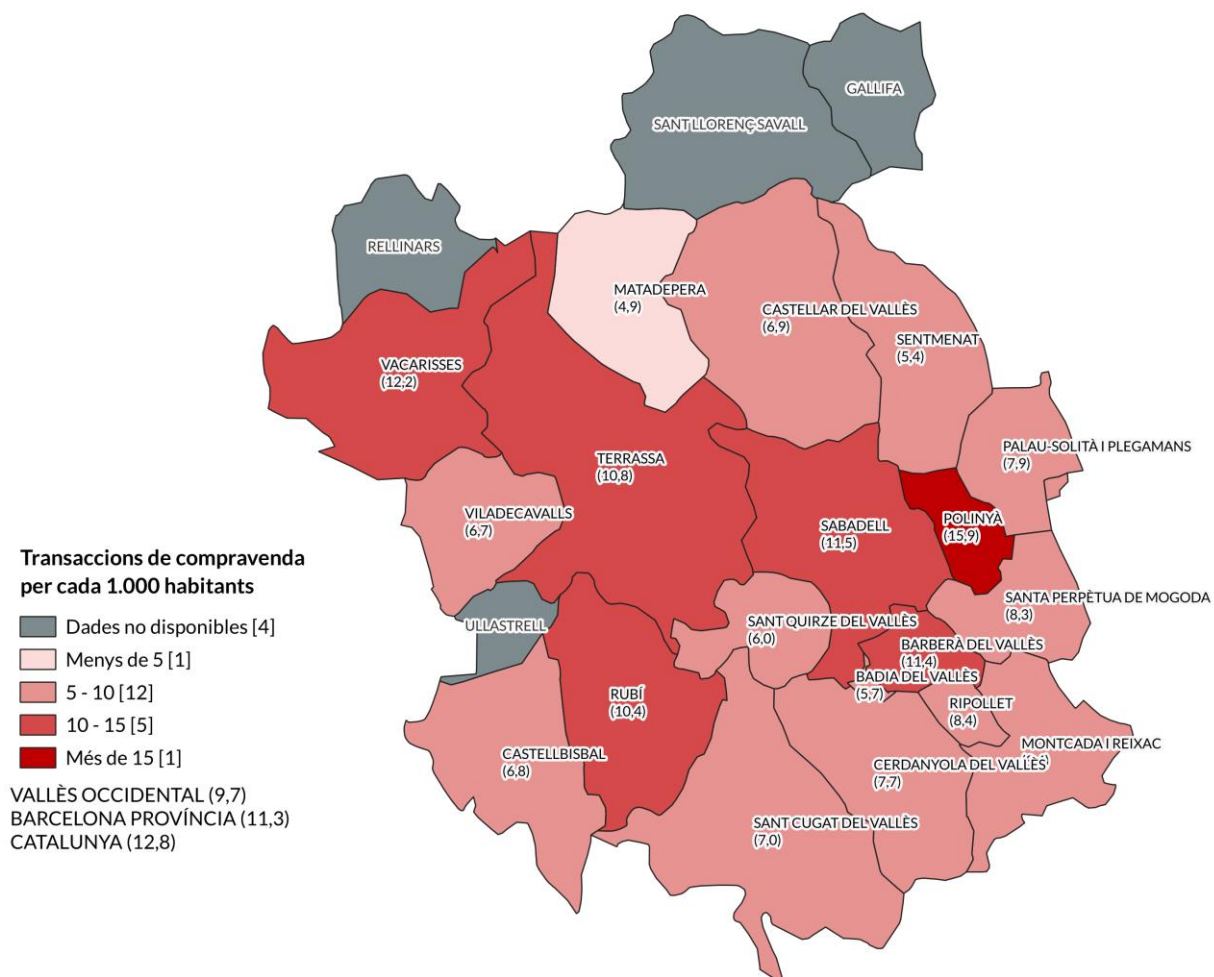 GALLIFA
SANT LLORENÇ SAVALL
RELLINARS
MATADEPERA
(4,9)
CASTELLAR DEL VALLÈS
(6,9)
SENTMENAT
(5,4)
VACARISSES
(12,2)
PALAU-SOLITÀ I PLEGAMANS
(7,9)
TERRASSA
(10,8)
VILADECAVALLS
(6,7)
SABADELL
(11,5)
POLINYÀ
(15,9)
Transaccions de compravenda
per cada 1.000 habitants
Dades no disponibles [4]
Menys de 5 [1]
5 - 10 [12]
10 - 15 [5]
Més de 15 [1]
VALLÈS OCCIDENTAL (9,7)
BARCELONA PROVÍNCIA (11,3)
CATALUNYA (12,8)
SANTA PERPÈTUA DE MOGODA
(8,3)
ULLASTRELL
SANT QUIRZE DEL VALLÈS
(6,0)
BARBERÀ DEL VALLÈS
(11,4)
BADIA DEL VALLÈS
(5,7)
RUBÍ
(10,4)
RIPOLLET
(8,4)
CASTELLBISBAL
(6,8)
MONTCADA I REIXAC
CERDANYOLA DEL VALLÈS
(7,7)
SANT CUGAT DEL VALLÈS
(7,0)